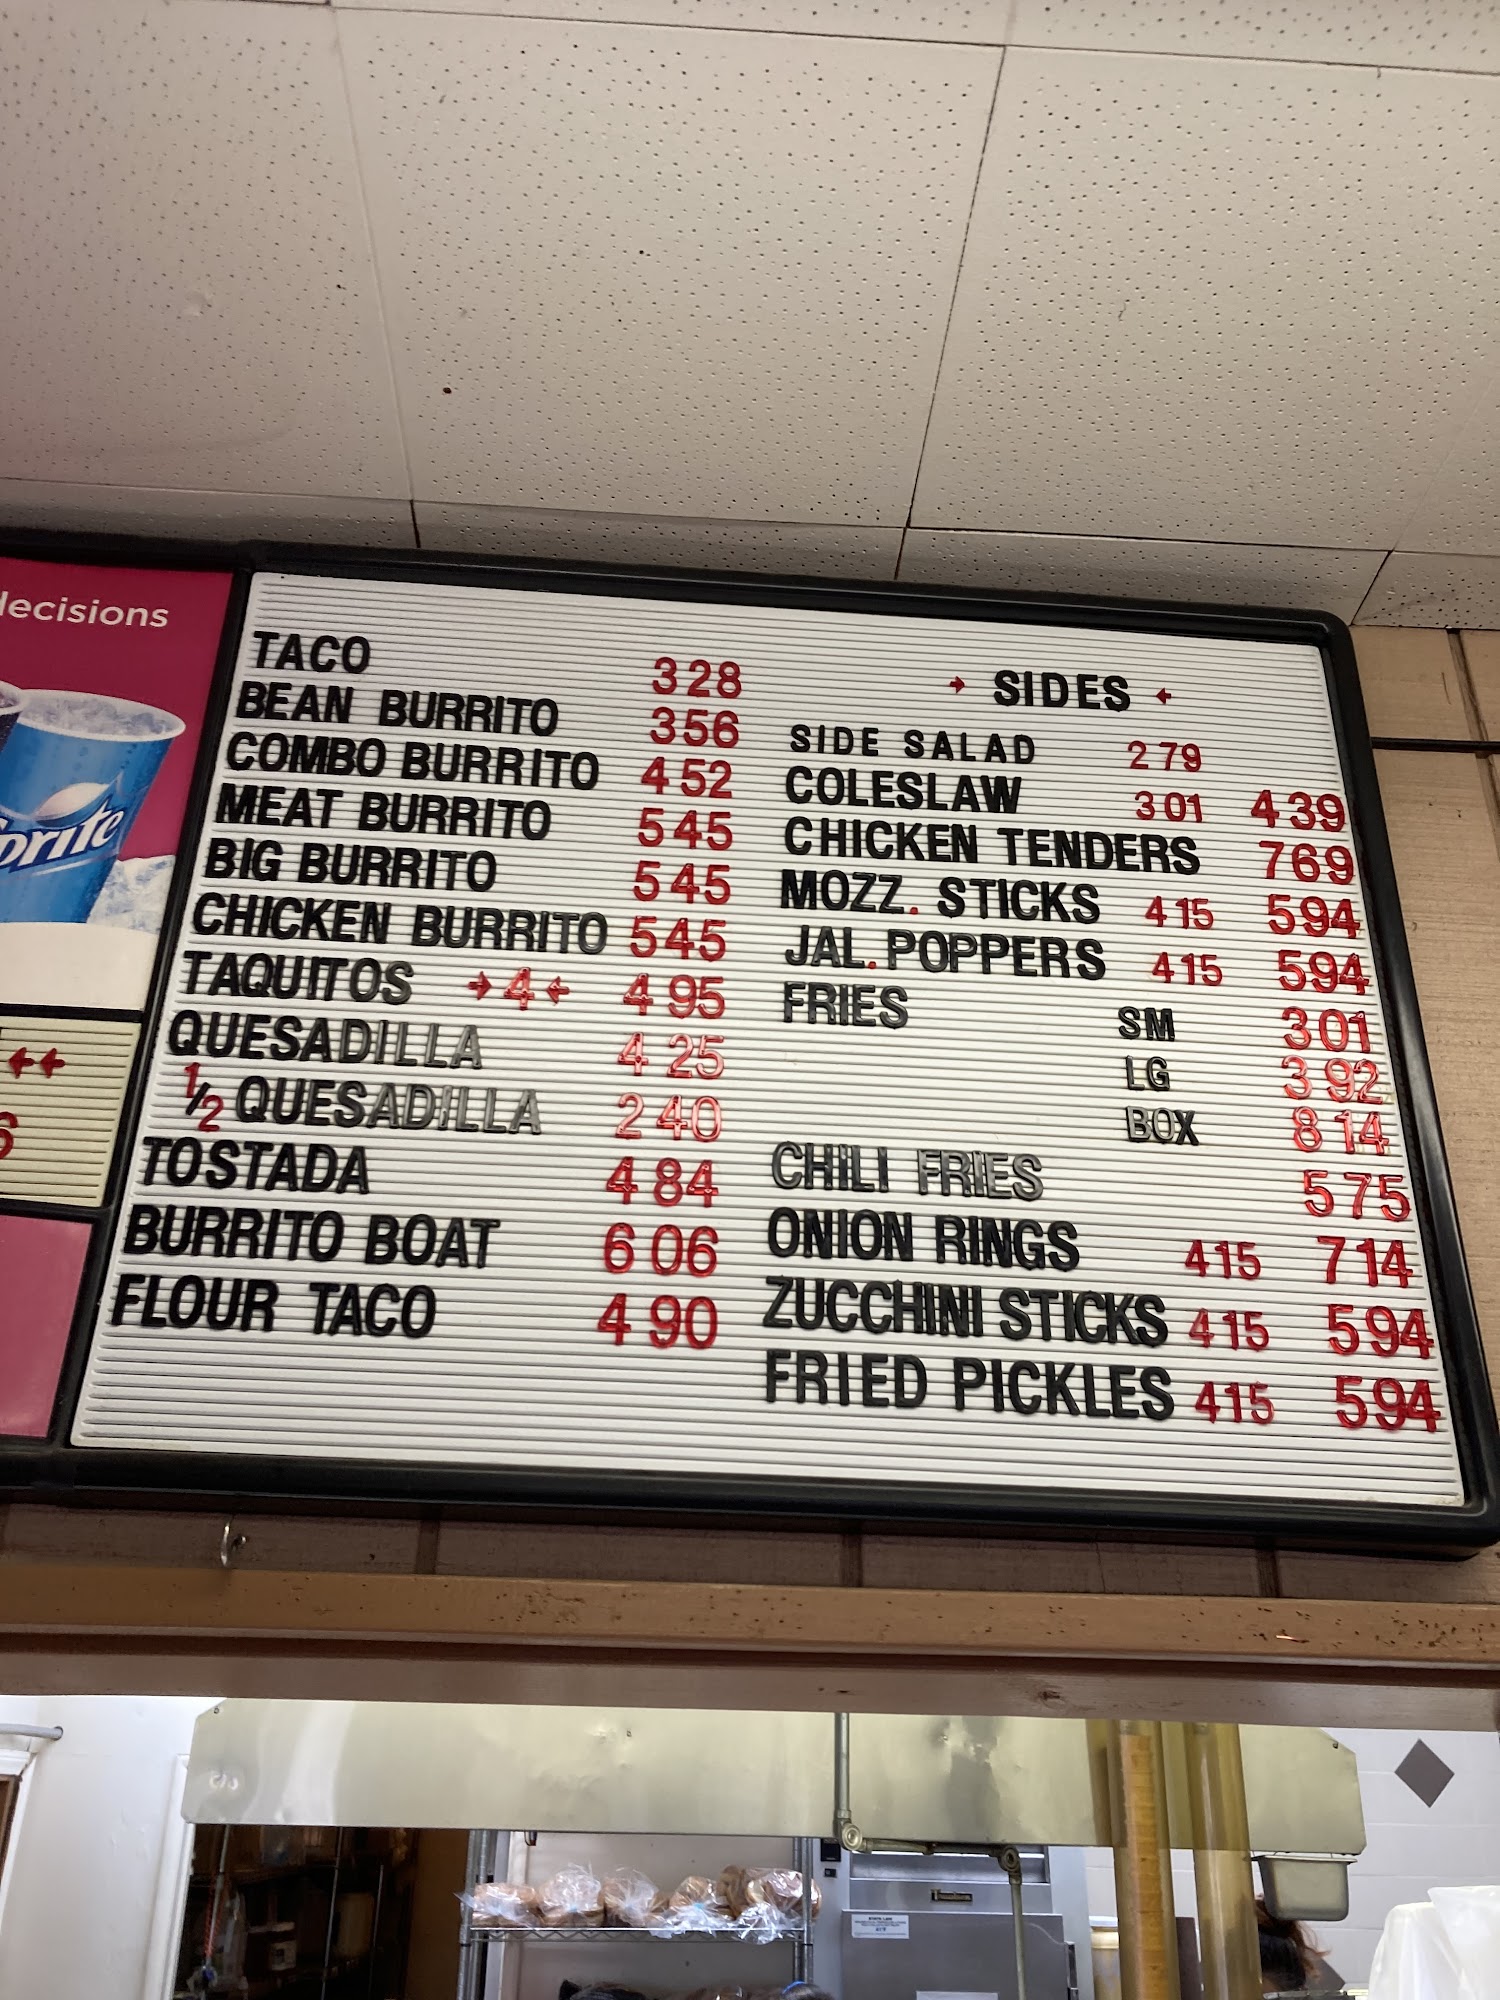 decisions
Sprite
6
TACO 328
BEAN BURRITO 356
COMBO BURRITO 452
MEAT BURRITO 545
BIG BURRITO 545
CHICKEN BURRITO 545
TAQUITOS →4← 495
QUESADILLA 425
1/2 QUESADILLA 240
TOSTADA 484
BURRITO BOAT 606
FLOUR TACO 490
→ SIDES ←
SIDE SALAD 279
COLESLAW 301 439
CHICKEN TENDERS 769
MOZZ. STICKS 415 594
JAL. POPPERS 415 594
FRIES SM 301
LG 392
BOX 814
CHILI FRIES 575
ONION RINGS 415 714
ZUCCHINI STICKS 415 594
FRIED PICKLES 415 594